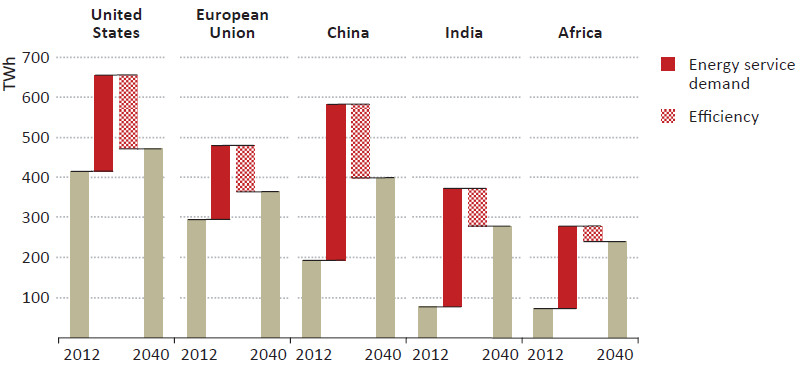 United
States
European
Union
China
India
Africa
TWh
700
600
500
400
300
200
100
2012 2040 2012 2040 2012 2040 2012 2040 2012 2040
Energy service
demand
Efficiency